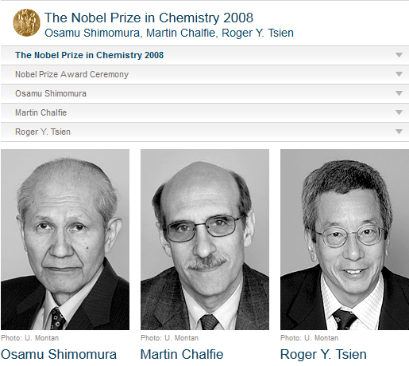 The Nobel Prize in Chemistry 2008
Osamu Shimomura, Martin Chalfie, Roger Y. Tsien
The Nobel Prize in Chemistry 2008
Nobel Prize Award Ceremony
Osamu Shimomura
Martin Chalfie
Roger Y. Tsien
Photo: U. Montan
Photo: U. Montan
Photo: U. Montan
Osamu Shimomura
Martin Chalfie
Roger Y. Tsien